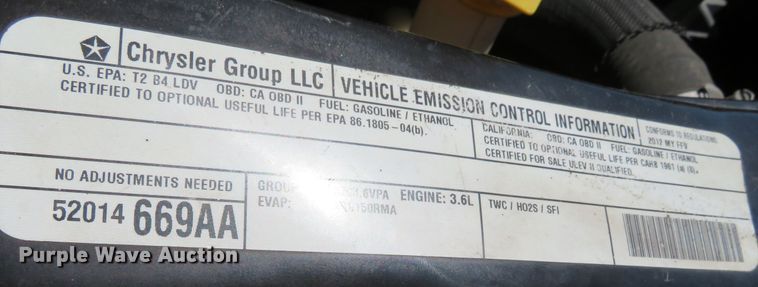 Chrysler Group LLC
VEHICLE EMISSION CONTROL INFORMATION
CONFORMS TO REGULATIONS
2012 MY FFV
U.S. EPA: T2 B4 LDV OBD: CA OBD II FUEL: GASOLINE / ETHANOL
CERTIFIED TO OPTIONAL USEFUL LIFE PER EPA 86.1805-04(b).
CALIFORNIA: OBD: CA OBD II FUEL: GASOLINE / ETHANOL
CERTIFIED TO OPTIONAL USEFUL LIFE PER CARB 1961 (a) (8).
CERTIFIED FOR SALE ULEV II QUALIFIED.
NO ADJUSTMENTS NEEDED
52014 669AA
GROUP ENGINE: 3.6L
EVAP:
TWC / HO2S / SFI
Purple Wave Auction